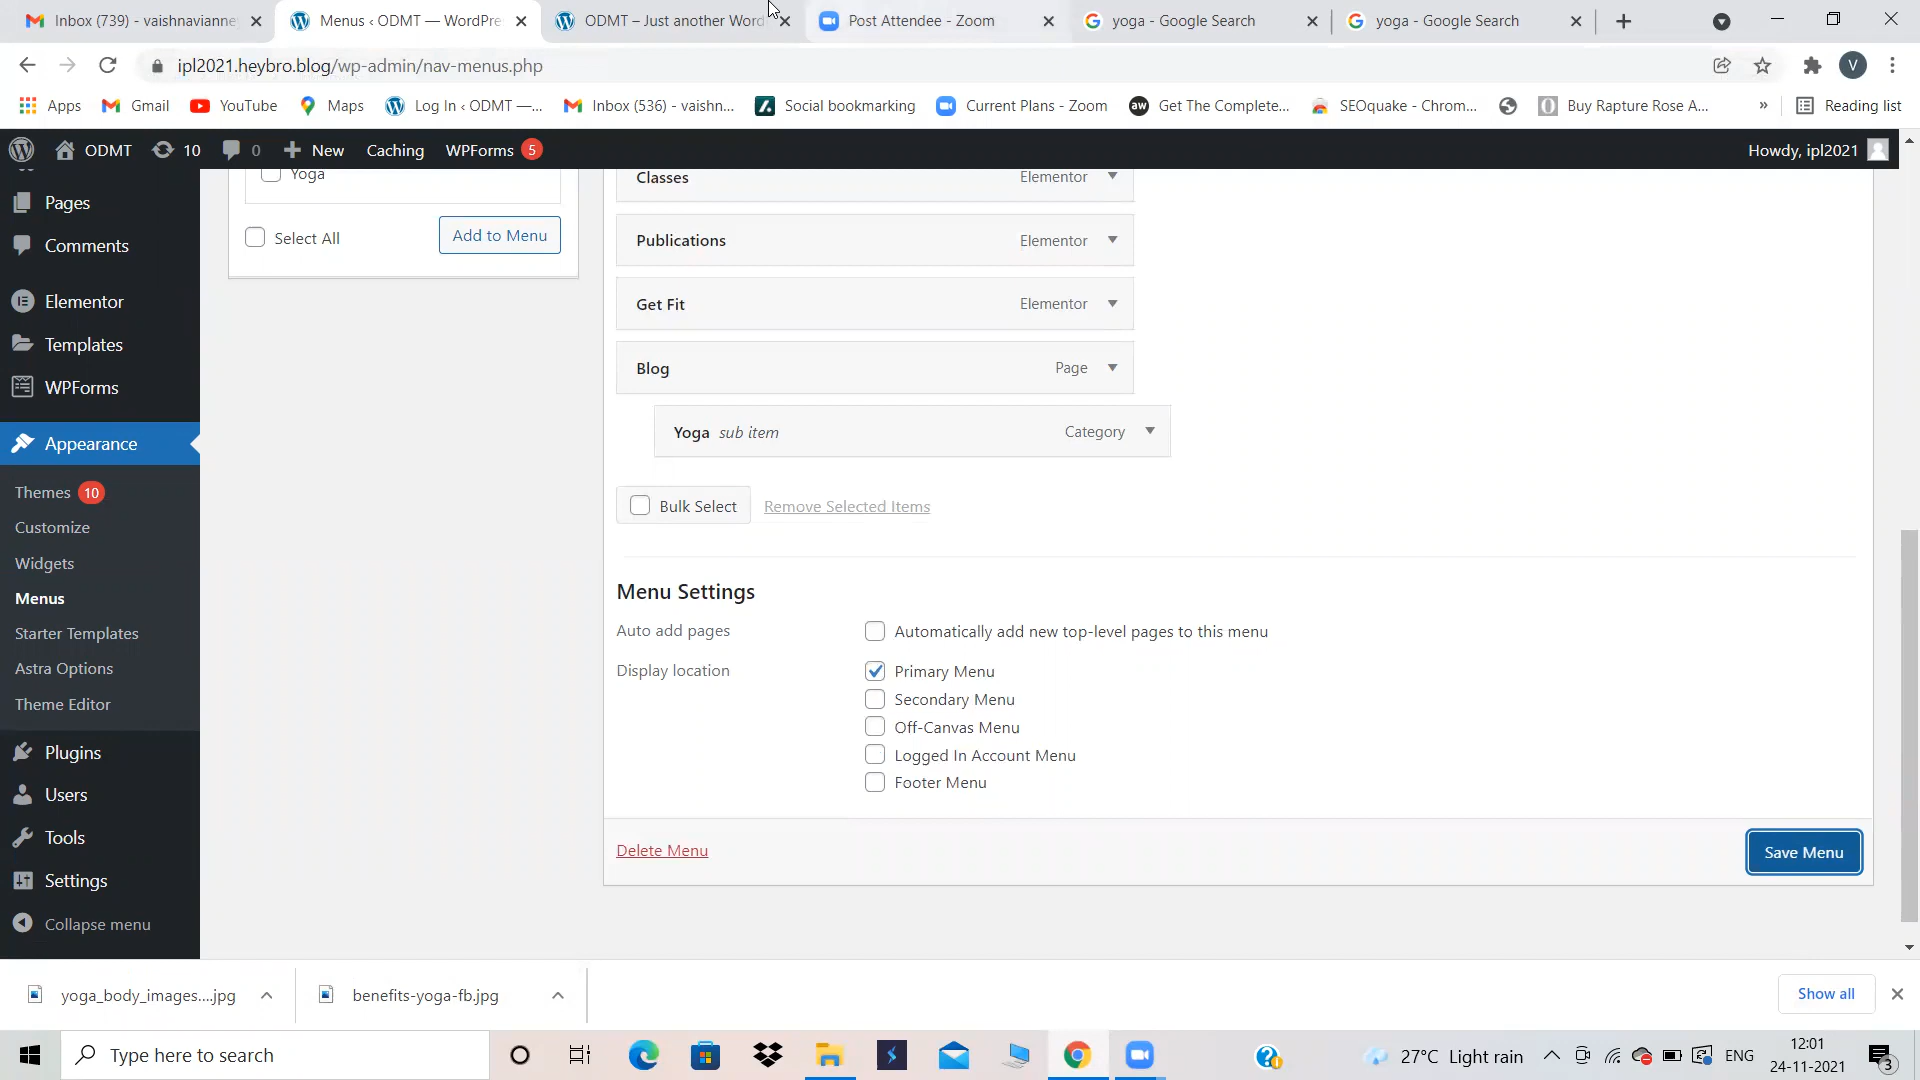 Inbox (739) - vaishnavianne
Menus ‹ ODMT — WordPre
ODMT – Just another Word
Post Attendee - Zoom
yoga - Google Search
yoga - Google Search
ipl2021.heybro.blog/wp-admin/nav-menus.php
V
Apps
Gmail
YouTube
Maps
Log In ‹ ODMT —...
Inbox (536) - vaishn...
Social bookmarking
Current Plans - Zoom
aw
Get The Complete...
SEOquake - Chrom...
Buy Rapture Rose A...
»
Reading list
ODMT
10
0
New
Caching
WPForms 5
Howdy, ipl2021
Pages
Comments
Elementor
Templates
WPForms
Appearance
Themes 10
Customize
Widgets
Menus
Starter Templates
Astra Options
Theme Editor
Plugins
Users
Tools
Settings
Collapse menu
Yoga
Select All
Add to Menu
Classes Elementor
Publications Elementor
Get Fit Elementor
Blog Page
Yoga sub item Category
Bulk Select
Remove Selected Items
Menu Settings
Auto add pages
Automatically add new top-level pages to this menu
Display location
Primary Menu
Secondary Menu
Off-Canvas Menu
Logged In Account Menu
Footer Menu
Delete Menu
Save Menu
yoga_body_images....jpg
benefits-yoga-fb.jpg
Show all
Type here to search
27°C Light rain
ENG
12:01
24-11-2021
3